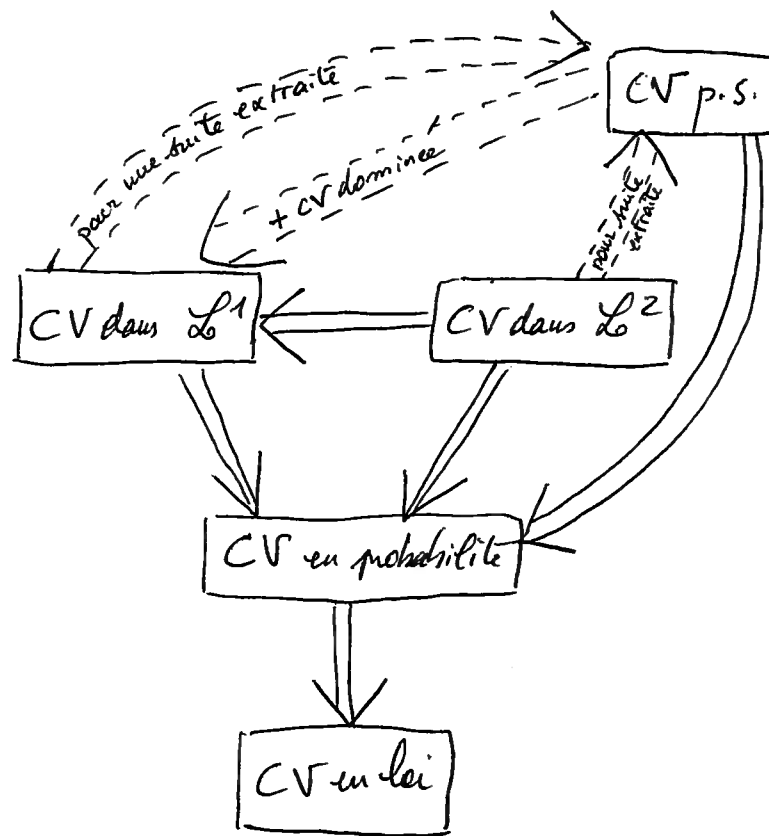 pour une suite extraite
CV p.s.
+ CV dominée
pour suite
extraite
CV dans L¹
CV dans L²
CV en probabilité
CV en loi